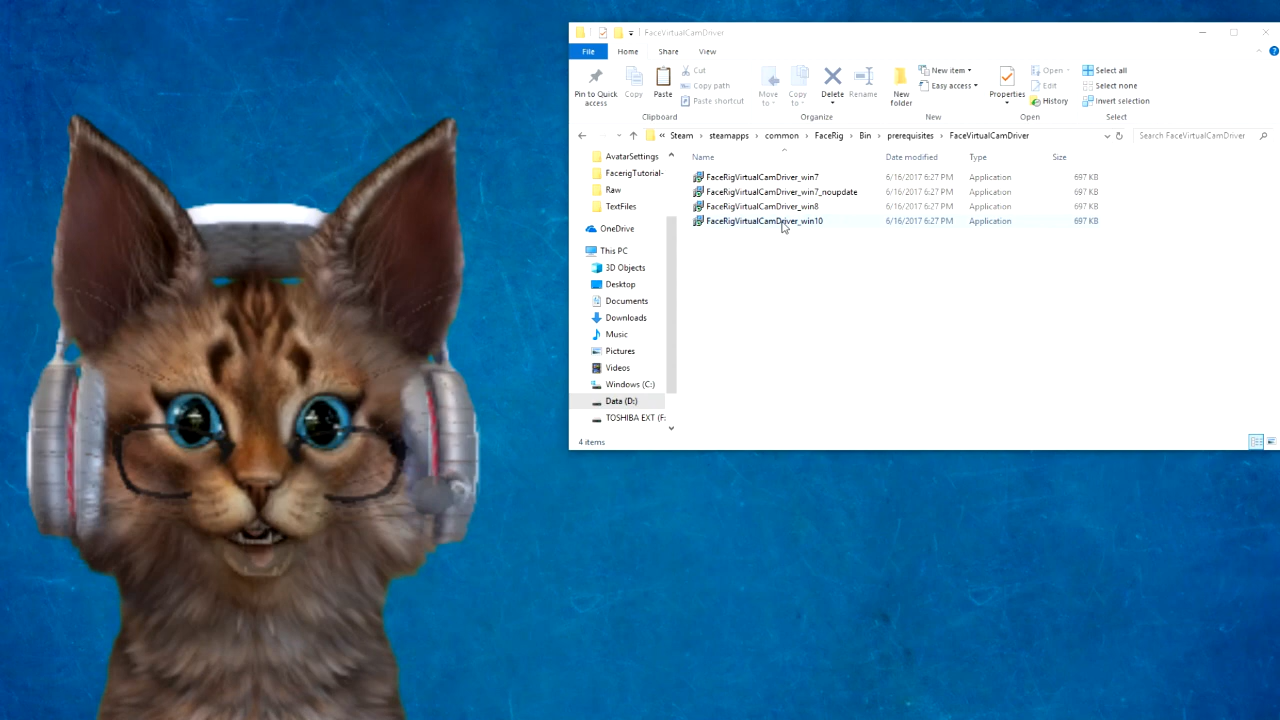 FaceVirtualCamDriver
File Home Share View
Pin to Quick access
Copy
Paste
Cut
Copy path
Paste shortcut
Clipboard
Move to
Copy to
Delete
Rename
Organize
New folder
New item
Easy access
New
Properties
Open
Edit
History
Open
Select all
Select none
Invert selection
Select
« Steam > steamapps > common > FaceRig > Bin > prerequisites > FaceVirtualCamDriver
Search FaceVirtualCamDriver
AvatarSettings
FacerigTutorial-
Raw
TextFiles
OneDrive
This PC
3D Objects
Desktop
Documents
Downloads
Music
Pictures
Videos
Windows (C:)
Data (D:)
TOSHIBA EXT (F:
Name Date modified Type Size
FaceRigVirtualCamDriver_win7 6/16/2017 6:27 PM Application 697 KB
FaceRigVirtualCamDriver_win7_noupdate 6/16/2017 6:27 PM Application 697 KB
FaceRigVirtualCamDriver_win8 6/16/2017 6:27 PM Application 697 KB
FaceRigVirtualCamDriver_win10 6/16/2017 6:27 PM Application 697 KB
4 items